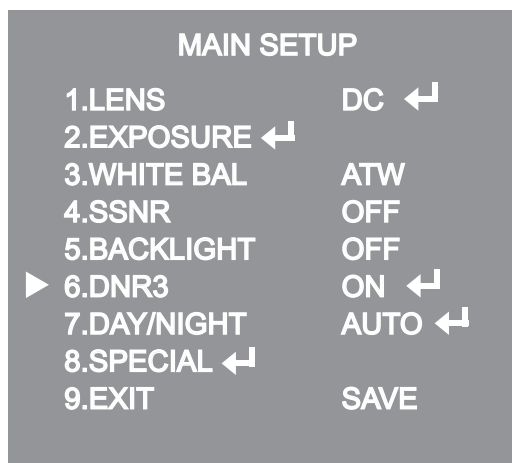 MAIN SETUP
1.LENS DC ↵
2.EXPOSURE ↵
3.WHITE BAL ATW
4.SSNR OFF
5.BACKLIGHT OFF
▶ 6.DNR3 ON ↵
7.DAY/NIGHT AUTO ↵
8.SPECIAL ↵
9.EXIT SAVE